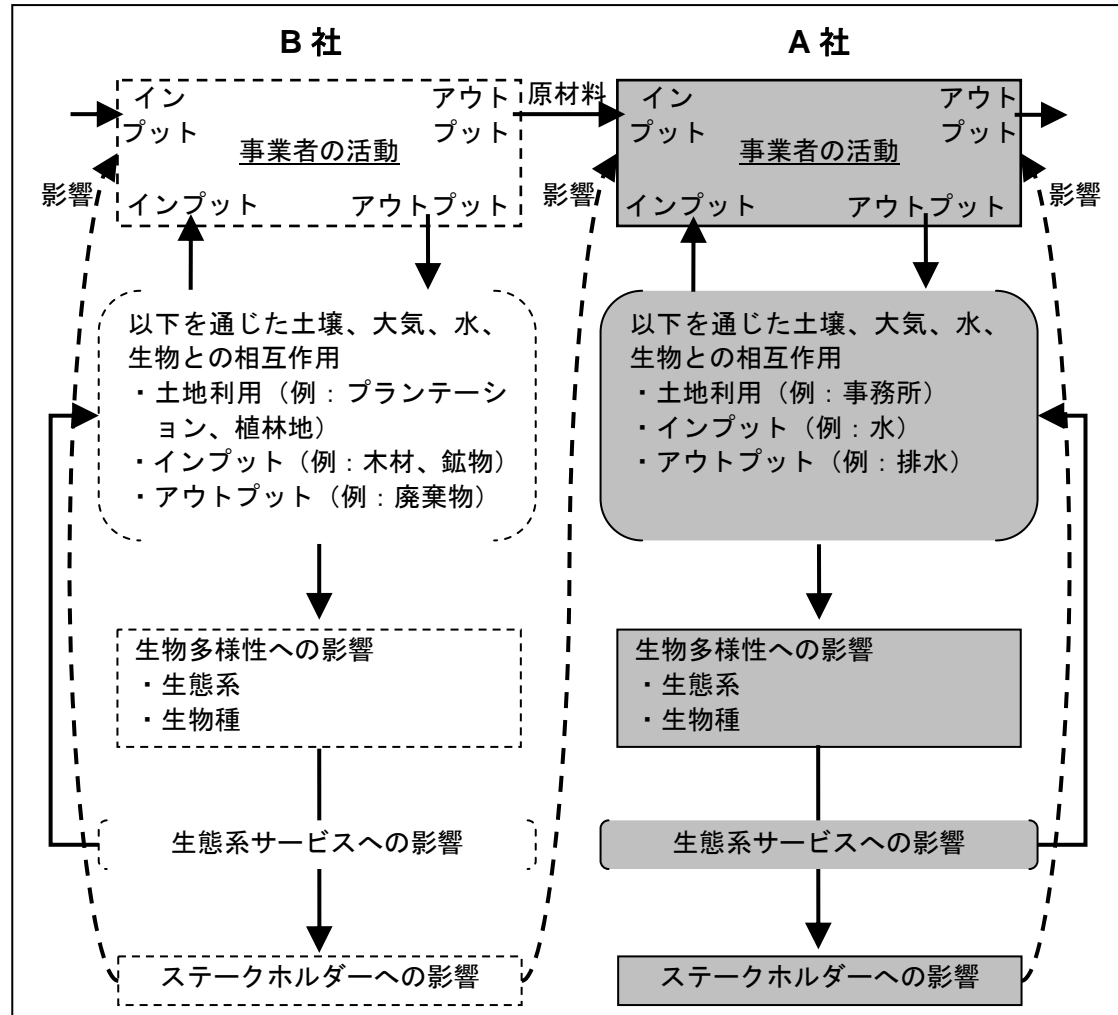 B 社
イン
プット
アウト
プット
事業者の活動
インプット
アウトプット
影響
原材料
以下を通じた土壌、大気、水、
生物との相互作用
・土地利用（例：プランテーシ
ョン、植林地）
・インプット（例：木材、鉱物）
・アウトプット（例：廃棄物）
生物多様性への影響
・生態系
・生物種
生態系サービスへの影響
ステークホルダーへの影響
A 社
イン
プット
アウト
プット
事業者の活動
インプット
アウトプット
影響
影響
以下を通じた土壌、大気、水、
生物との相互作用
・土地利用（例：事務所）
・インプット（例：水）
・アウトプット（例：排水）
生物多様性への影響
・生態系
・生物種
生態系サービスへの影響
ステークホルダーへの影響